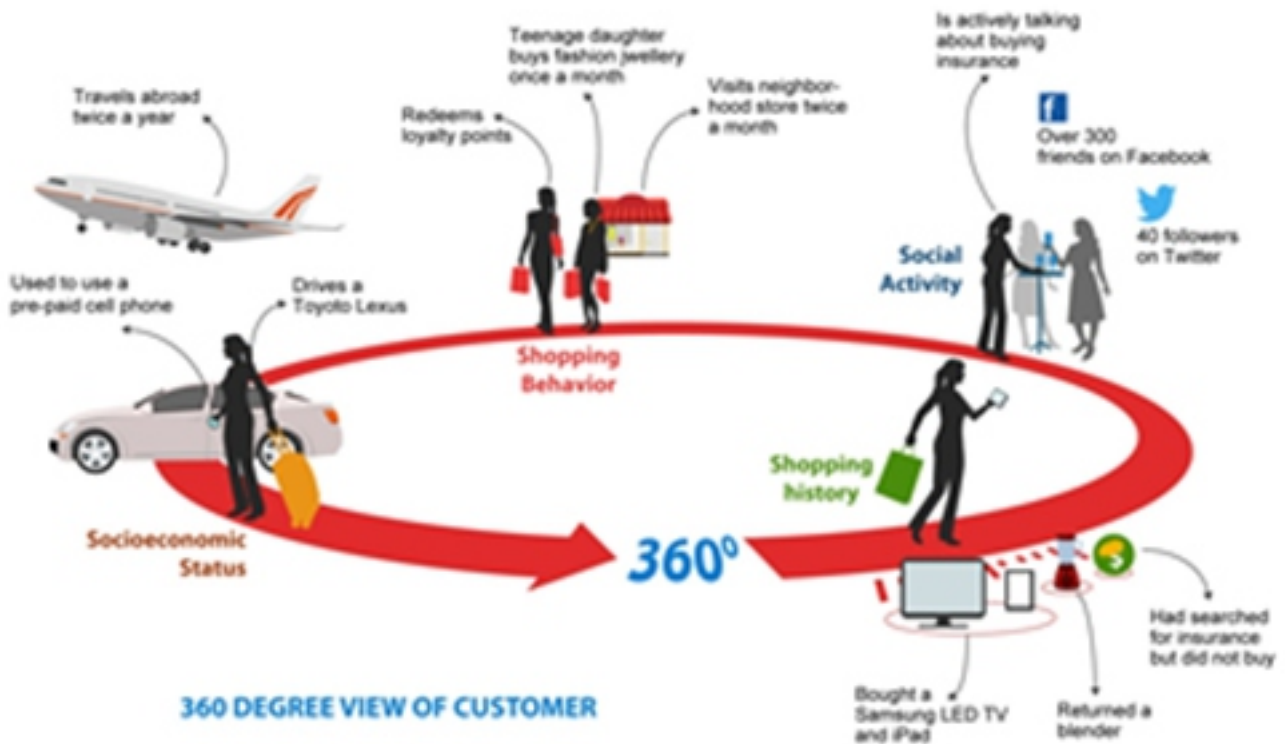 Travels abroad
twice a year
Used to use a
pre-paid cell phone
Drives a
Toyoto Lexus
Socioeconomic
Status
Redeems
loyalty points
Teenage daughter
buys fashion jwellery
once a month
Visits neighbor-
hood store twice
a month
Shopping
Behavior
Is actively talking
about buying
insurance
f
Over 300
friends on Facebook
40 followers
on Twitter
Social
Activity
Shopping
history
Had searched
for insurance
but did not buy
Returned a
blender
Bought a
Samsung LED TV
and iPad
360⁰
360 DEGREE VIEW OF CUSTOMER